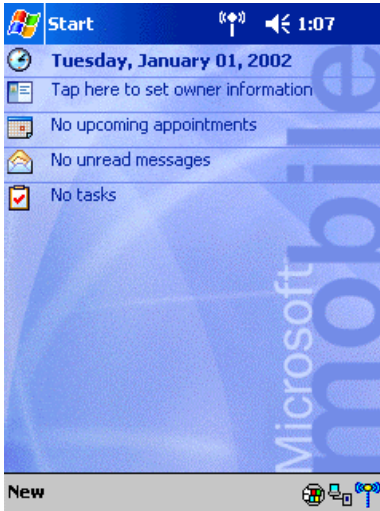 Start 1:07
Tuesday, January 01, 2002
Tap here to set owner information
No upcoming appointments
No unread messages
No tasks
Microsoft
mobile
New